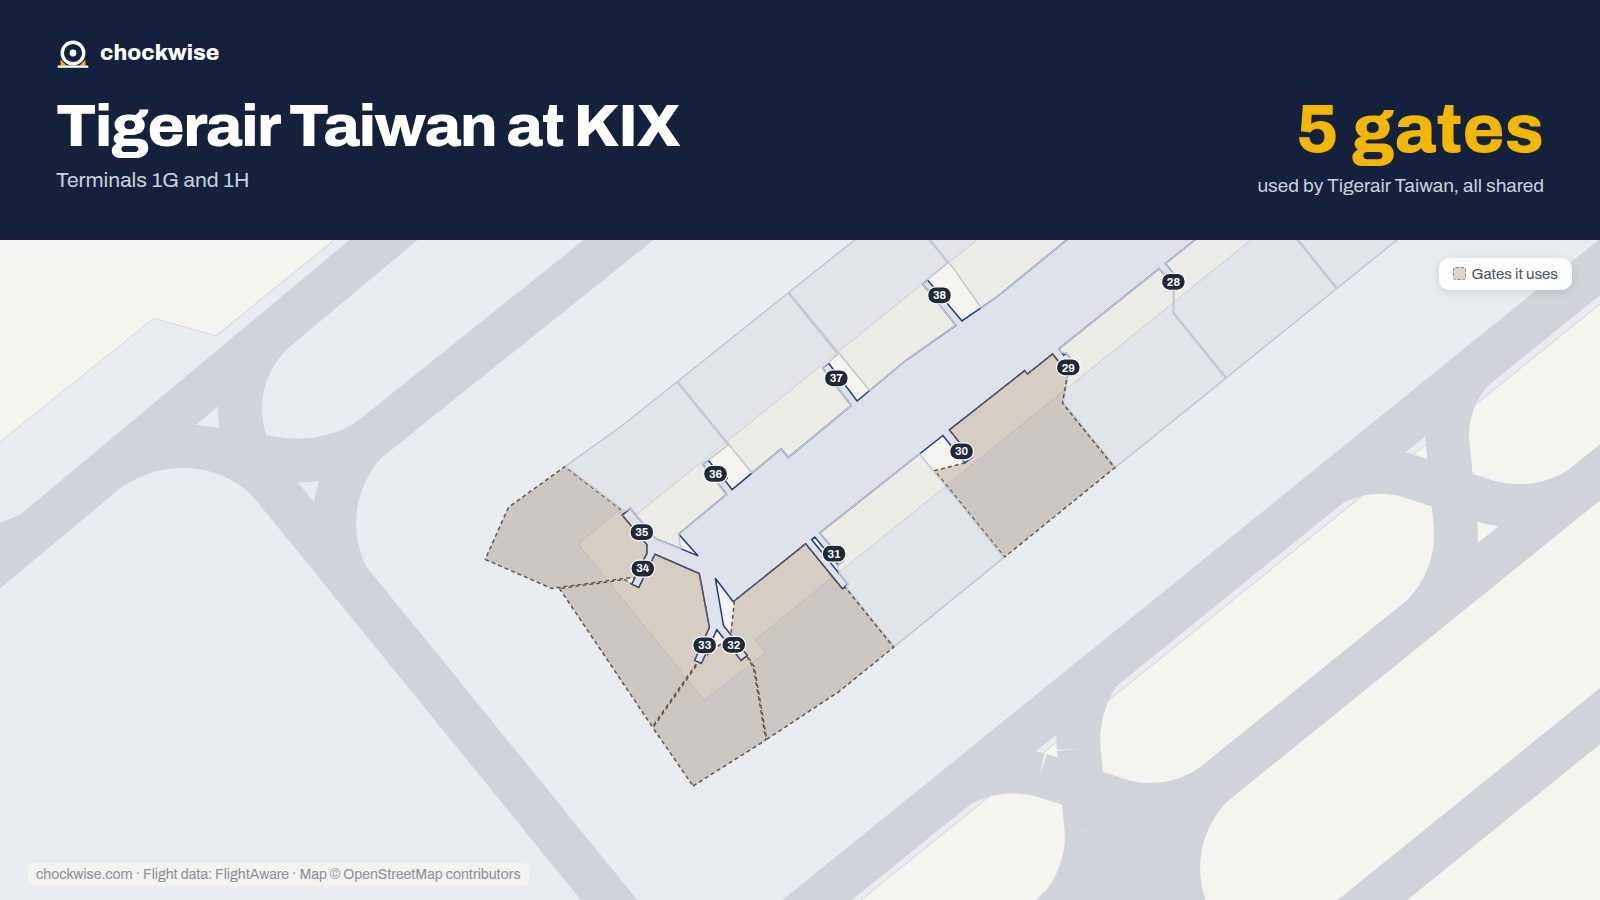 chockwise
Tigerair Taiwan at KIX
Terminals 1G and 1H
5 gates
used by Tigerair Taiwan, all shared
Gates it uses
28
38
29
37
30
36
31
35
34
33
32
chockwise.com · Flight data: FlightAware · Map © OpenStreetMap contributors